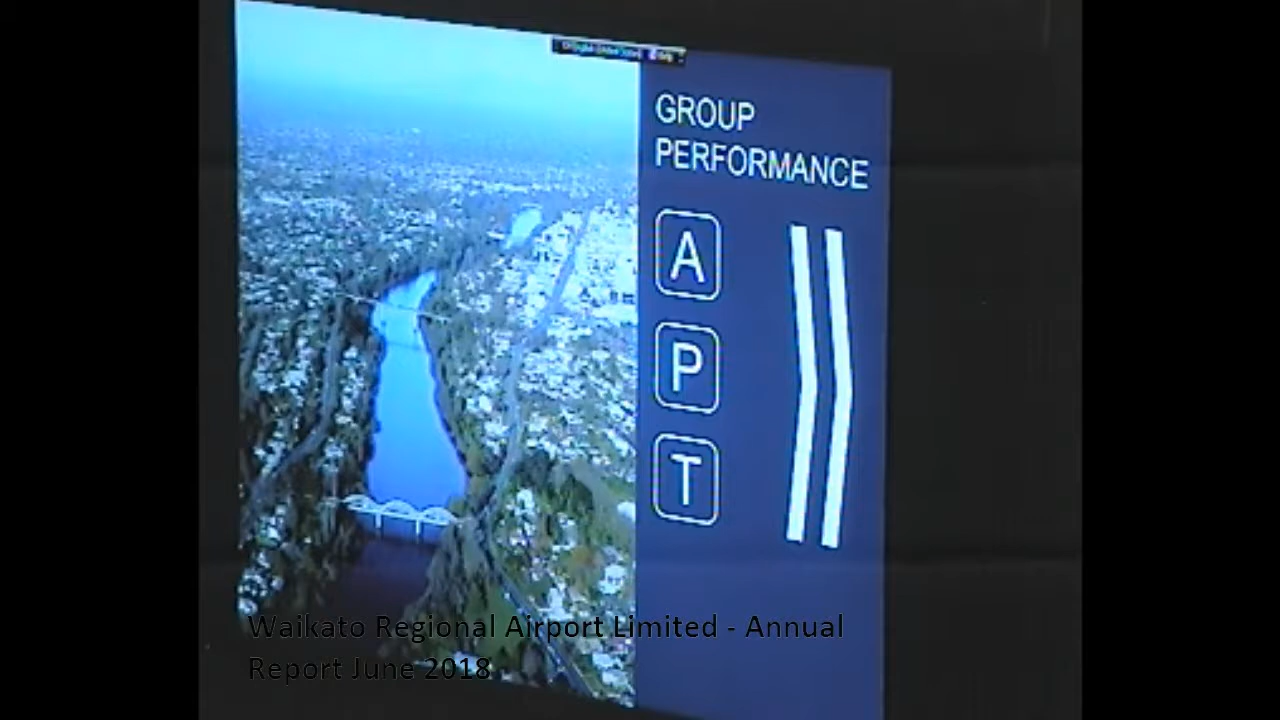 GROUP
PERFORMANCE
A
P
T
Waikato Regional Airport Limited - Annual
Report June 2018